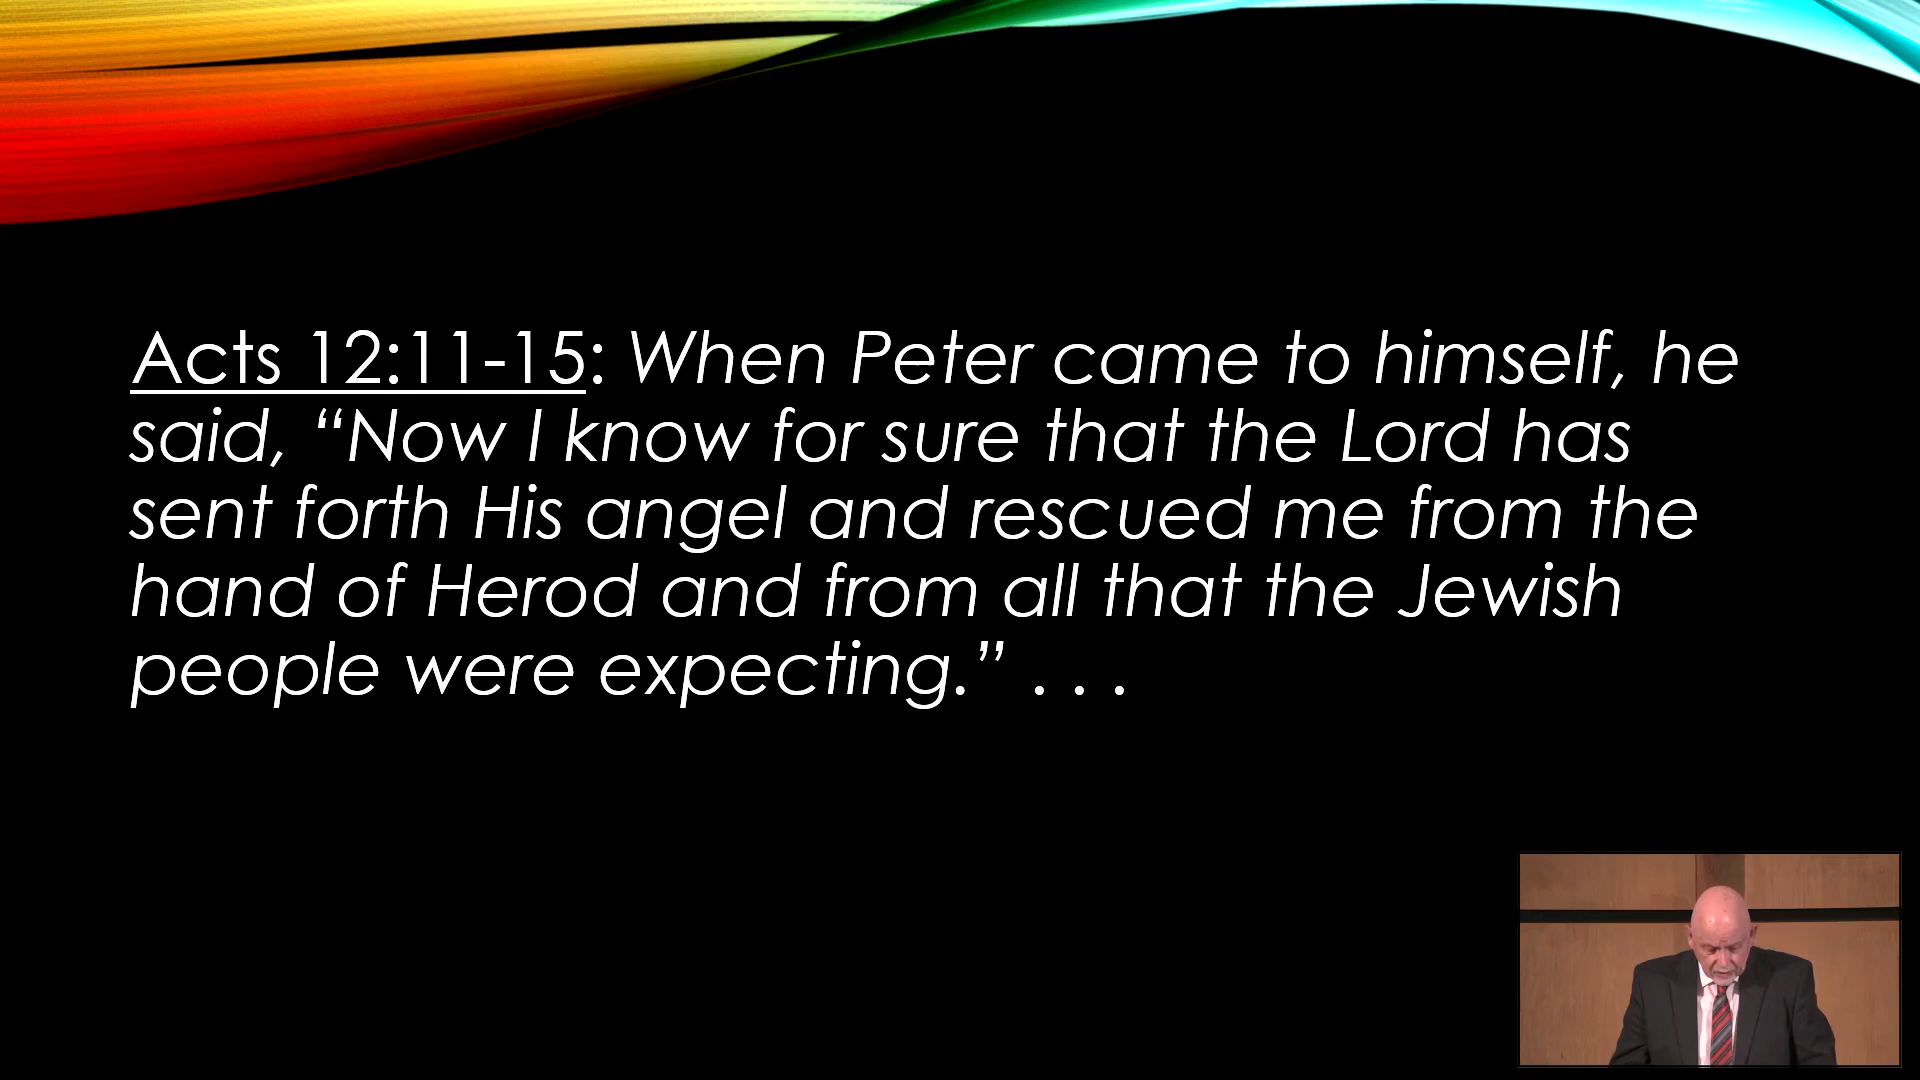 Acts 12:11-15: When Peter came to himself, he
said, “Now I know for sure that the Lord has
sent forth His angel and rescued me from the
hand of Herod and from all that the Jewish
people were expecting.” . . .